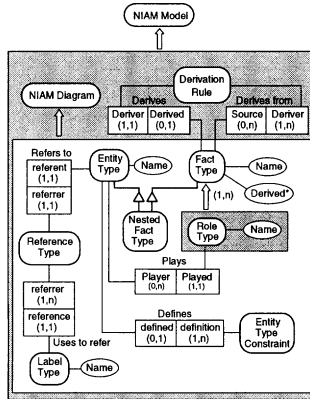 NIAM Model
NIAM Diagram
Derivation
Rule
Derives
Derives from
Deriver
(1,1)
Derived
(0,1)
Source
(0,n)
Deriver
(1,n)
Refers to
referent
(1,1)
referrer
(1,1)
Entity
Type
Name
Fact
Type
Name
Derived*
(1,n)
Nested
Fact Type
Role
Type
Name
Reference
Type
Plays
Player
(0,n)
Played
(1,1)
referrer
(1,n)
reference
(1,1)
Uses to refer
Defines
defined
(0,1)
definition
(1,n)
Entity
Type
Constraint
Label
Type
Name